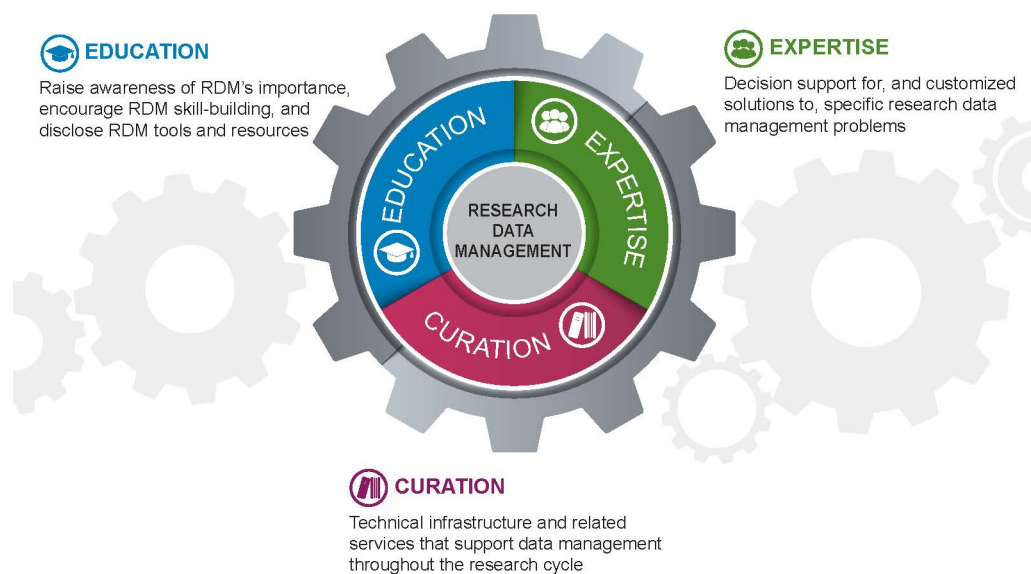 EDUCATION
Raise awareness of RDM's importance,
encourage RDM skill-building, and
disclose RDM tools and resources
EXPERTISE
Decision support for, and customized
solutions to, specific research data
management problems
EDUCATION
EXPERTISE
RESEARCH
DATA
MANAGEMENT
CURATION
CURATION
Technical infrastructure and related
services that support data management
throughout the research cycle